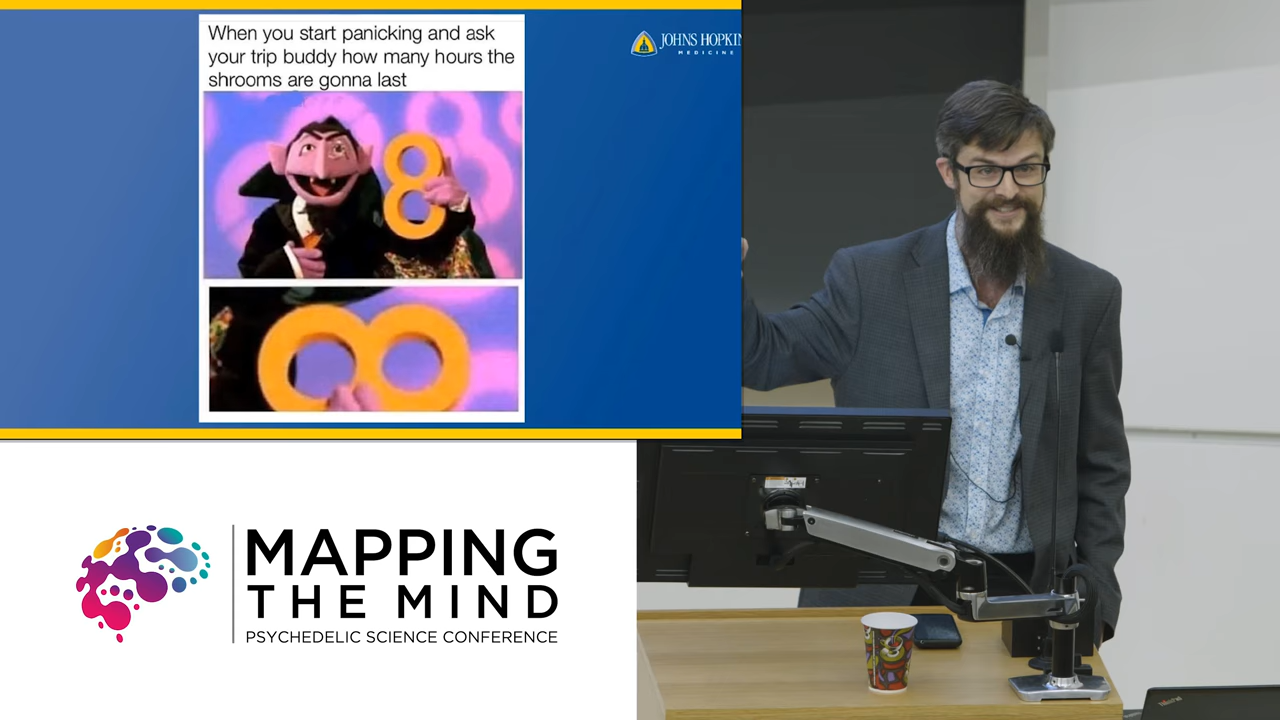 When you start panicking and ask
your trip buddy how many hours the
shrooms are gonna last
8
JOHNS HOPKIN
MEDICINE
MAPPING
THE MIND
PSYCHEDELIC SCIENCE CONFERENCE
ThinkPad